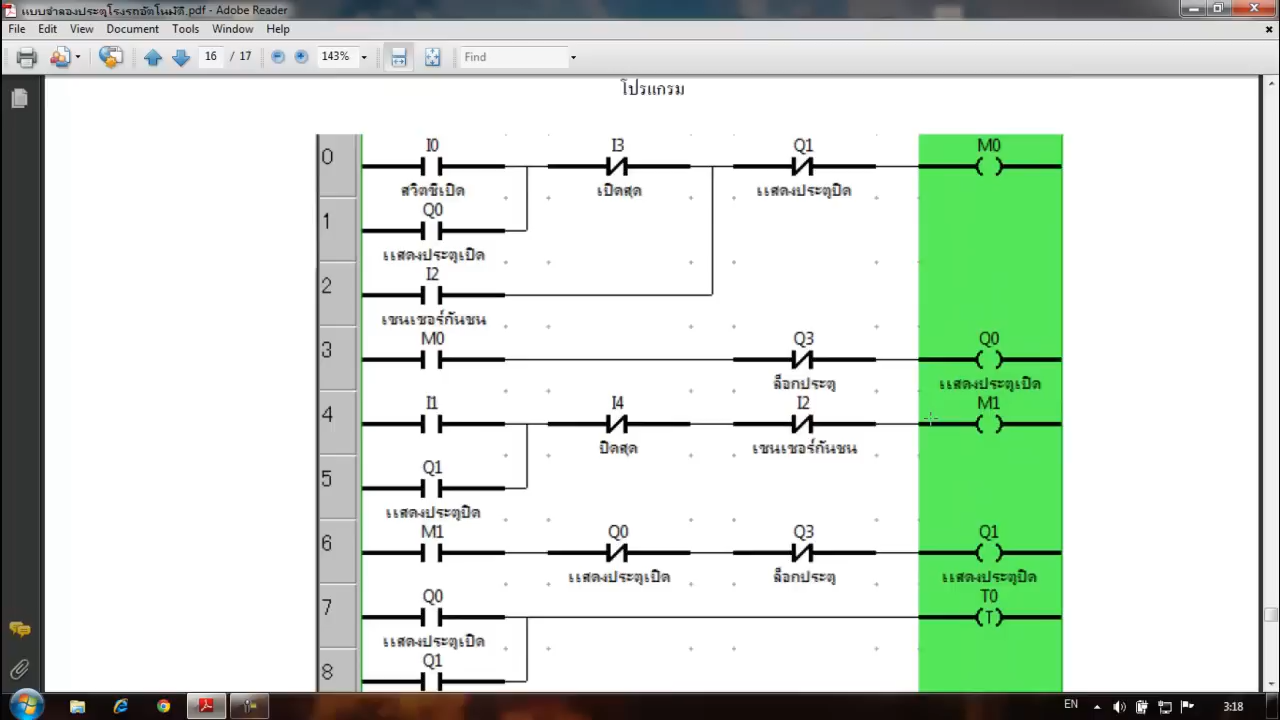 แบบจำลองประตูโรงรถอัตโนมัติ.pdf - Adobe Reader
File Edit View Document Tools Window Help
16 / 17 143% Find
โปรแกรม
0 I0 I3 Q1 M0
สวิตช์เปิด เปิดสุด แสดงประตูปิด
1 Q0
แสดงประตูเปิด
2 I2
เซนเซอร์กันชน
3 M0 Q3 Q0
ล็อกประตู แสดงประตูเปิด
4 I1 I4 I2 M1
ปิดสุด เซนเซอร์กันชน
5 Q1
แสดงประตูปิด
6 M1 Q0 Q3 Q1
แสดงประตูเปิด ล็อกประตู แสดงประตูปิด
7 Q0 T0
T
แสดงประตูเปิด
8 Q1
EN 3:18